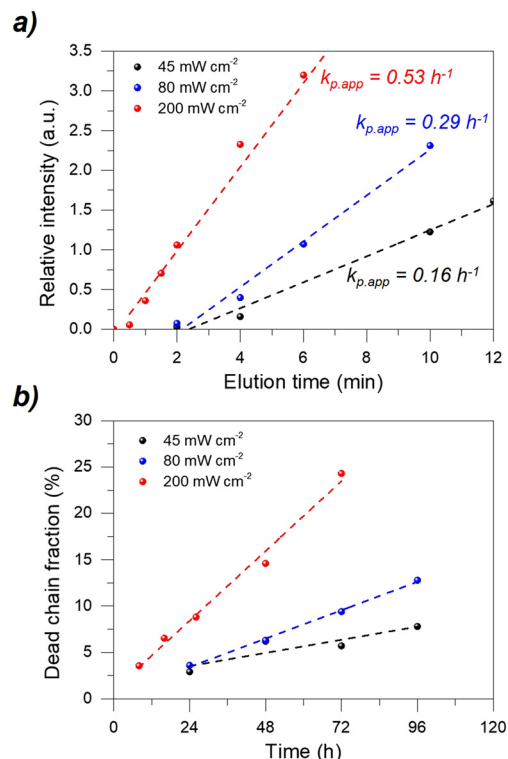 a)
3.5
3.0
2.5
2.0
1.5
1.0
0.5
0.0
Relative intensity (a.u.)
45 mW cm⁻²
80 mW cm⁻²
200 mW cm⁻²
kp.app = 0.53 h⁻¹
kp.app = 0.29 h⁻¹
kp.app = 0.16 h⁻¹
0 2 4 6 8 10 12
Elution time (min)
b)
30
25
20
15
10
5
0
Dead chain fraction (%)
45 mW cm⁻²
80 mW cm⁻²
200 mW cm⁻²
0 24 48 72 96 120
Time (h)